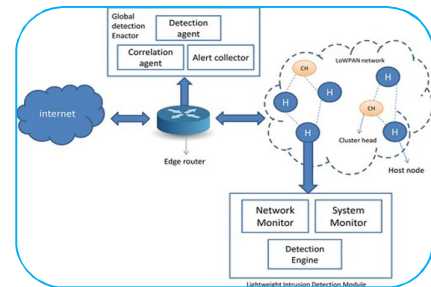 Global
detection
Enactor
Detection
agent
Correlation
agent
Alert collector
internet
Edge router
LoWPAN network
CH
H
H
H
H
CH
H
Cluster head
Host node
Network
Monitor
System
Monitor
Detection
Engine
Lightweight Intrusion Detection Module